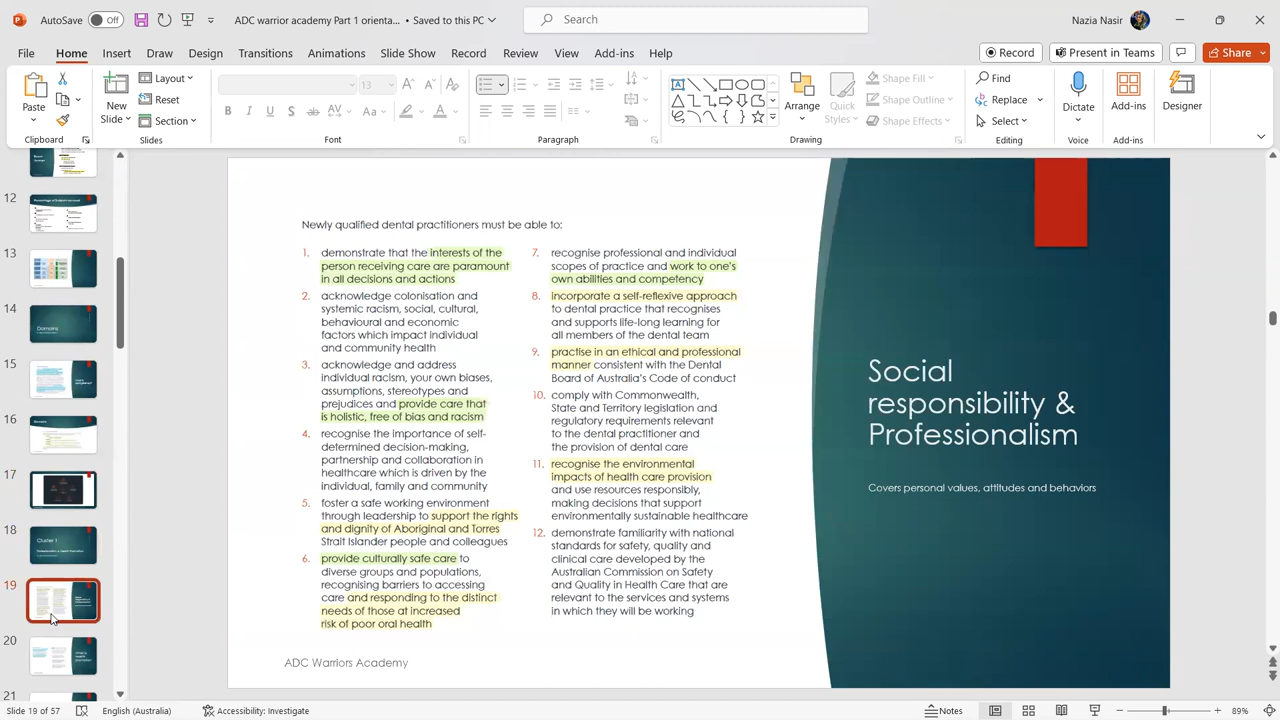 AutoSave
Off
ADC warrior academy Part 1 orienta... • Saved to this PC
Search
Nazia Nasir
File
Home
Insert
Draw
Design
Transitions
Animations
Slide Show
Record
Review
View
Add-ins
Help
Record
Present in Teams
Share
Paste
New
Slide
Layout
Reset
Section
Find
Replace
Select
Arrange
Quick
Styles
Shape Fill
Shape Outline
Shape Effects
Dictate
Add-ins
Designer
Clipboard
Slides
Font
Paragraph
Drawing
Editing
Voice
Add-ins
12
13
14
Domains
15
16
17
18
Cluster 1
19
20
21
Newly qualified dental practitioners must be able to:
1. demonstrate that the interests of the
person receiving care are paramount
in all decisions and actions
2. acknowledge colonisation and
systemic racism, social, cultural,
behavioural and economic
factors which impact individual
and community health
3. acknowledge and address
individual racism, your own biases,
assumptions, stereotypes and
prejudices and provide care that
is holistic, free of bias and racism
4. recognise the importance of self-
determined decision-making,
partnership and collaboration in
healthcare which is driven by the
individual, family and community
5. foster a safe working environment
through leadership to support the rights
and dignity of Aboriginal and Torres
Strait Islander people and colleagues
6. provide culturally safe care to
diverse groups and populations,
recognising barriers to accessing
care and responding to the distinct
needs of those at increased
risk of poor oral health
7. recognise professional and individual
scopes of practice and work to one's
own abilities and competency
8. incorporate a self-reflexive approach
to dental practice that recognises
and supports life-long learning for
all members of the dental team
9. practise in an ethical and professional
manner consistent with the Dental
Board of Australia's Code of conduct
10. comply with Commonwealth,
State and Territory legislation and
regulatory requirements relevant
to the dental practitioner and
the provision of dental care
11. recognise the environmental
impacts of health care provision
and use resources responsibly,
making decisions that support
environmentally sustainable healthcare
12. demonstrate familiarity with national
standards for safety, quality and
clinical care developed by the
Australian Commission on Safety
and Quality in Health Care that are
relevant to the services and systems
in which they will be working
Social
responsibility &
Professionalism
Covers personal values, attitudes and behaviors
ADC Warriors Academy
Slide 19 of 57
English (Australia)
Accessibility: Investigate
Notes
89%